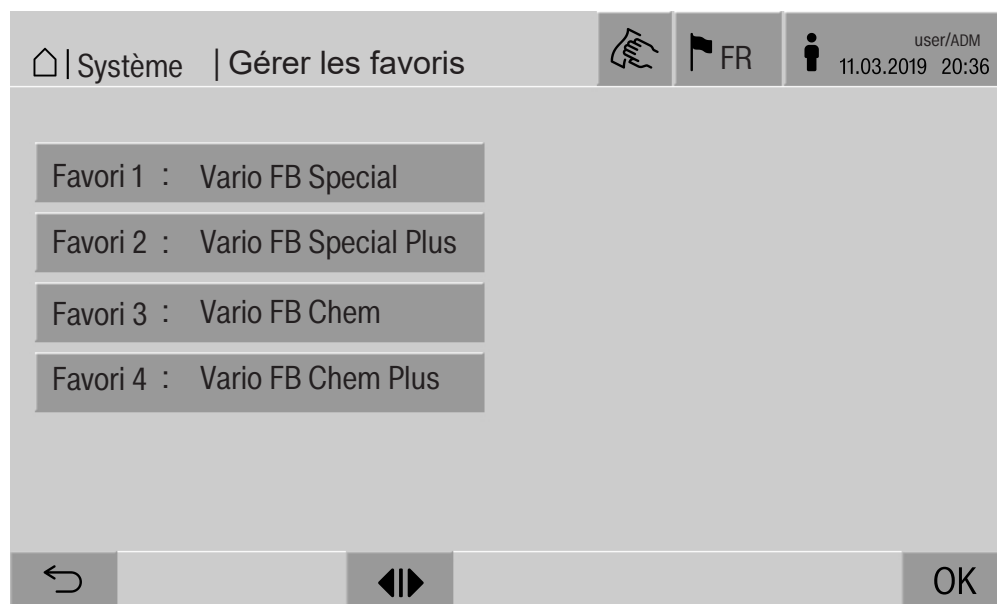 Système | Gérer les favoris
FR
user/ADM
11.03.2019 20:36
Favori 1 : Vario FB Special
Favori 2 : Vario FB Special Plus
Favori 3 : Vario FB Chem
Favori 4 : Vario FB Chem Plus
OK